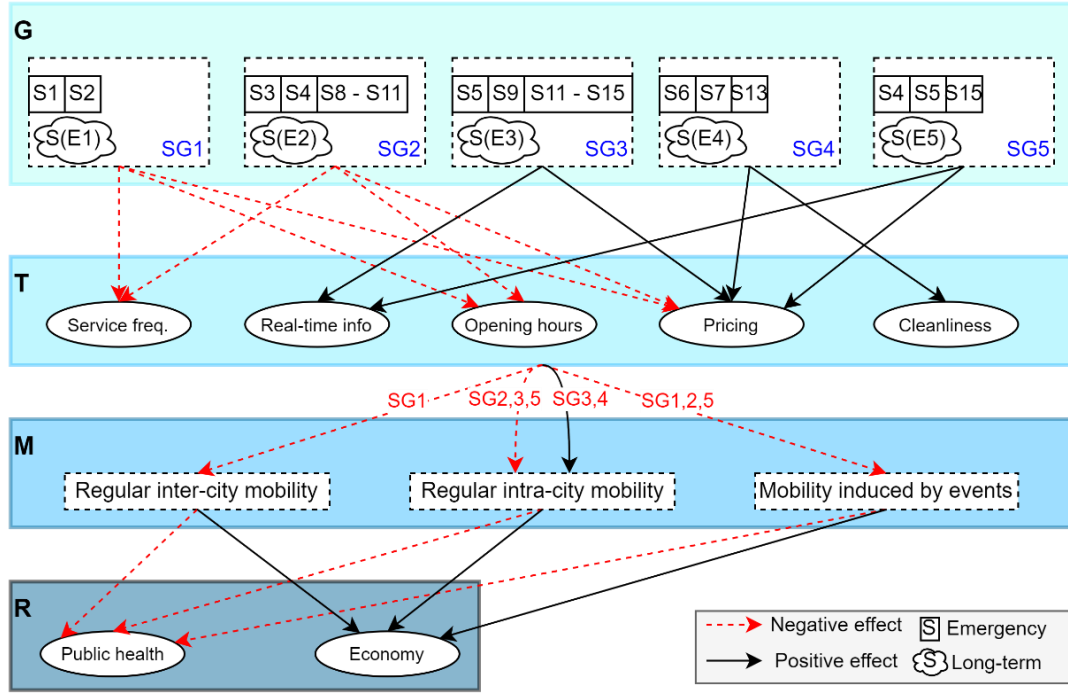 G
S1 S2
S3 S4 S8 - S11
S5 S9 S11 - S15
S6 S7 S13
S4 S5 S15
S(E1) SG1
S(E2) SG2
S(E3) SG3
S(E4) SG4
S(E5) SG5
T
Service freq.
Real-time info
Opening hours
Pricing
Cleanliness
SG1
SG2,3,5
SG3,4
SG1,2,5
M
Regular inter-city mobility
Regular intra-city mobility
Mobility induced by events
R
Public health
Economy
Negative effect
S Emergency
Positive effect
S Long-term